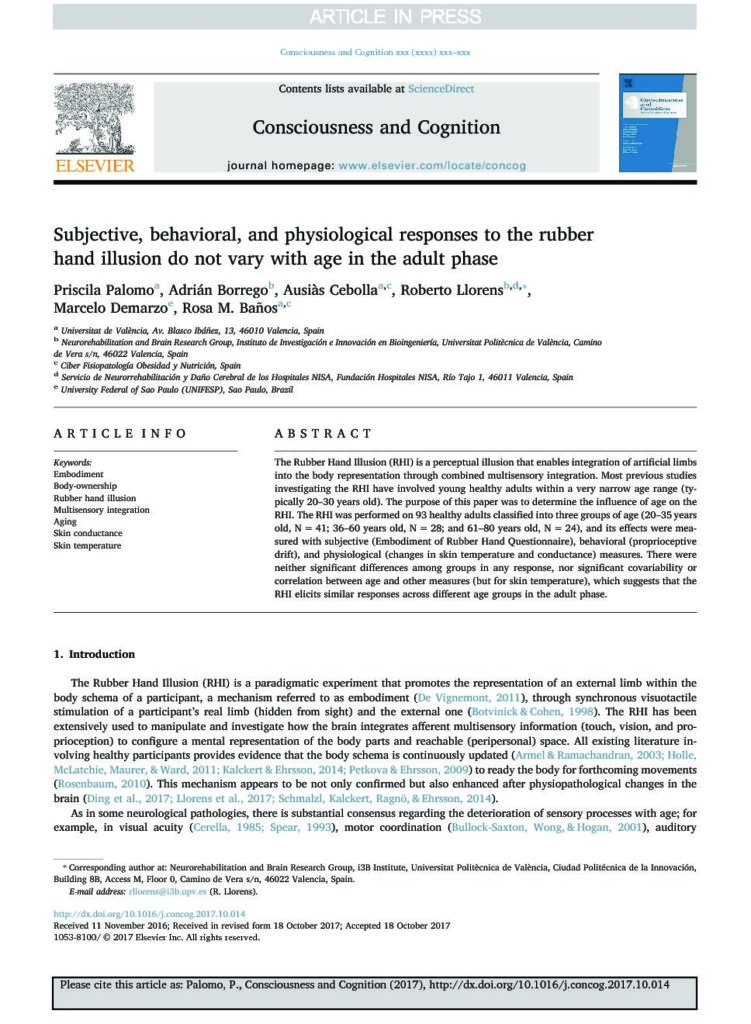 ARTICLE IN PRESS
Consciousness and Cognition xxx (xxxx) xxx–xxx
Contents lists available at ScienceDirect
Consciousness and Cognition
journal homepage: www.elsevier.com/locate/concog
ELSEVIER
Subjective, behavioral, and physiological responses to the rubber
hand illusion do not vary with age in the adult phase
Priscila Palomoa, Adrián Borregob, Ausiàs Cebollaa,c, Roberto Llorensb,d,*,
Marcelo Demarzoe, Rosa M. Bañosa,c
a Universitat de València, Av. Blasco Ibáñez, 13, 46010 Valencia, Spain
b Neurorehabilitation and Brain Research Group, Instituto de Investigación e Innovación en Bioingeniería, Universitat Politècnica de València, Camino
de Vera s/n, 46022 Valencia, Spain
c Ciber Fisiopatología Obesidad y Nutrición, Spain
d Servicio de Neurorrehabilitación y Daño Cerebral de los Hospitales NISA, Fundación Hospitales NISA, Río Tajo 1, 46011 Valencia, Spain
e University Federal of Sao Paulo (UNIFESP), Sao Paulo, Brazil
ARTICLE INFO
Keywords:
Embodiment
Body-ownership
Rubber hand illusion
Multisensory integration
Aging
Skin conductance
Skin temperature
ABSTRACT
The Rubber Hand Illusion (RHI) is a perceptual illusion that enables integration of artificial limbs
into the body representation through combined multisensory integration. Most previous studies
investigating the RHI have involved young healthy adults within a very narrow age range (ty-
pically 20–30 years old). The purpose of this paper was to determine the influence of age on the
RHI. The RHI was performed on 93 healthy adults classified into three groups of age (20–35 years
old, N = 41; 36–60 years old, N = 28; and 61–80 years old, N = 24), and its effects were mea-
sured with subjective (Embodiment of Rubber Hand Questionnaire), behavioral (proprioceptive
drift), and physiological (changes in skin temperature and conductance) measures. There were
neither significant differences among groups in any response, nor significant covariability or
correlation between age and other measures (but for skin temperature), which suggests that the
RHI elicits similar responses across different age groups in the adult phase.
1. Introduction
The Rubber Hand Illusion (RHI) is a paradigmatic experiment that promotes the representation of an external limb within the
body schema of a participant, a mechanism referred to as embodiment (De Vignemont, 2011), through synchronous visuotactile
stimulation of a participant's real limb (hidden from sight) and the external one (Botvinick & Cohen, 1998). The RHI has been
extensively used to manipulate and investigate how the brain integrates afferent multisensory information (touch, vision, and pro-
prioception) to configure a mental representation of the body parts and reachable (peripersonal) space. All existing literature in-
volving healthy participants provides evidence that the body schema is continuously updated (Armel & Ramachandran, 2003; Holle,
McLatchie, Maurer, & Ward, 2011; Kalckert & Ehrsson, 2014; Petkova & Ehrsson, 2009) to ready the body for forthcoming movements
(Rosenbaum, 2010). This mechanism appears to be not only confirmed but also enhanced after physiopathological changes in the
brain (Ding et al., 2017; Llorens et al., 2017; Schmalzl, Kalckert, Ragnö, & Ehrsson, 2014).
As in some neurological pathologies, there is substantial consensus regarding the deterioration of sensory processes with age; for
example, in visual acuity (Cerella, 1985; Spear, 1993), motor coordination (Bullock-Saxton, Wong, & Hogan, 2001), auditory
* Corresponding author at: Neurorehabilitation and Brain Research Group, i3B Institute, Universitat Politècnica de València, Ciudad Politécnica de la Innovación,
Building 8B, Access M, Floor 0, Camino de Vera s/n, 46022 Valencia, Spain.
E-mail address: rllorens@i3b.upv.es (R. Llorens).
http://dx.doi.org/10.1016/j.concog.2017.10.014
Received 11 November 2016; Received in revised form 18 October 2017; Accepted 18 October 2017
1053-8100/ © 2017 Elsevier Inc. All rights reserved.
Please cite this article as: Palomo, P., Consciousness and Cognition (2017), http://dx.doi.org/10.1016/j.concog.2017.10.014